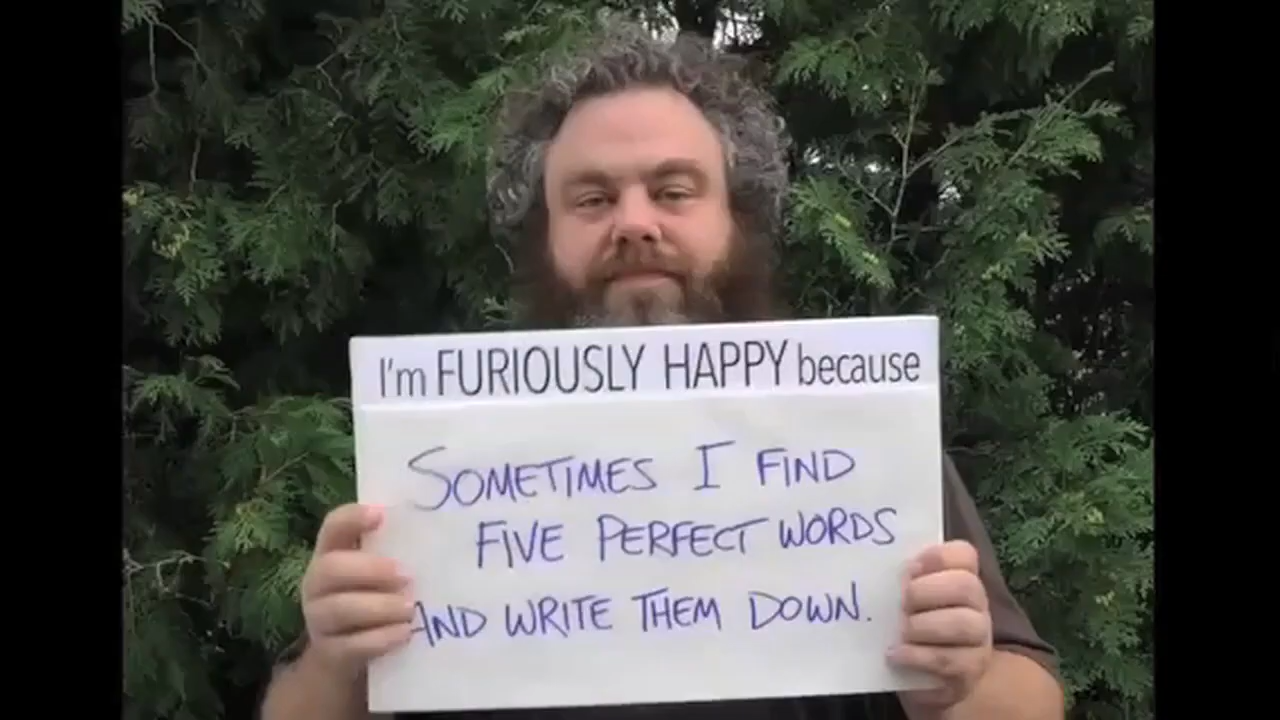 I'm FURIOUSLY HAPPY because
SOMETIMES I FIND
FIVE PERFECT WORDS
AND WRITE THEM DOWN.